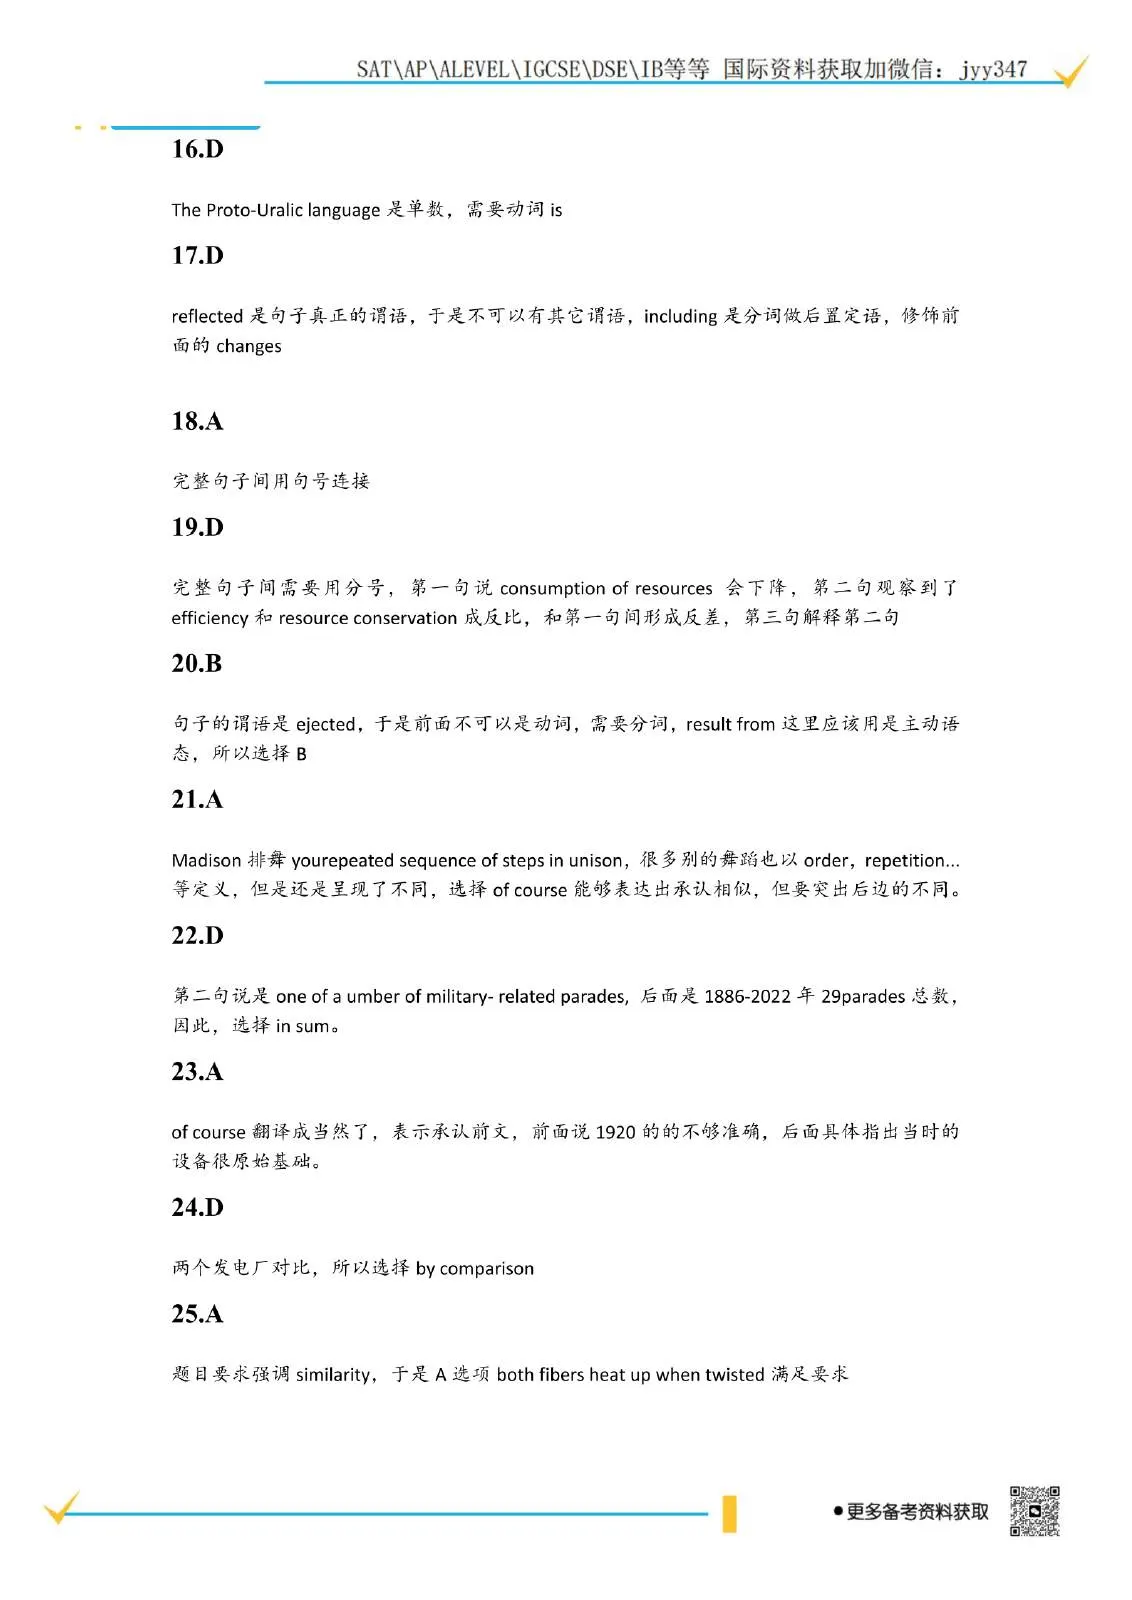 SAT\AP\ALEVEL\IGCSE\DSE\IB等等 国际资料获取加微信：jyy347
16.D
The Proto-Uralic language 是单数，需要动词 is
17.D
reflected 是句子真正的谓语，于是不可以有其它谓语，including 是分词做后置定语，修饰前
面的 changes
18.A
完整句子间用句号连接
19.D
完整句子间需要用分号，第一句说 consumption of resources 会下降，第二句观察到了
efficiency 和 resource conservation 成反比，和第一句间形成反差，第三句解释第二句
20.B
句子的谓语是 ejected，于是前面不可以是动词，需要分词，result from 这里应该用是主动语
态，所以选择 B
21.A
Madison 排舞 yourepeated sequence of steps in unison，很多别的舞蹈也以 order，repetition...
等定义，但是还是呈现了不同，选择 of course 能够表达出承认相似，但要突出后边的不同。
22.D
第二句说是 one of a umber of military- related parades, 后面是 1886-2022 年 29parades 总数，
因此，选择 in sum。
23.A
of course 翻译成当然了，表示承认前文，前面说 1920 的的不够准确，后面具体指出当时的
设备很原始基础。
24.D
两个发电厂对比，所以选择 by comparison
25.A
题目要求强调 similarity，于是 A 选项 both fibers heat up when twisted 满足要求
●更多备考资料获取